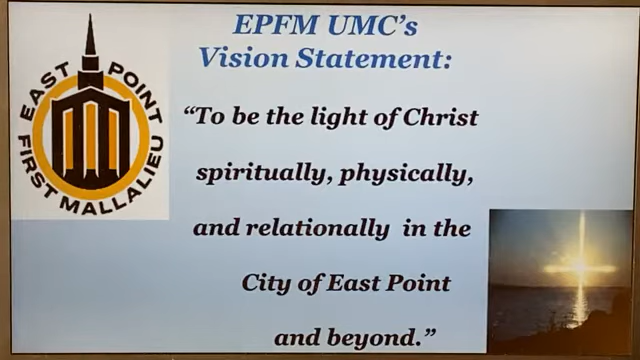 EAST POINT
FIRST MALLALIEU
EPFM UMC’s
Vision Statement:
“To be the light of Christ
spiritually, physically,
and relationally in the
City of East Point
and beyond.”